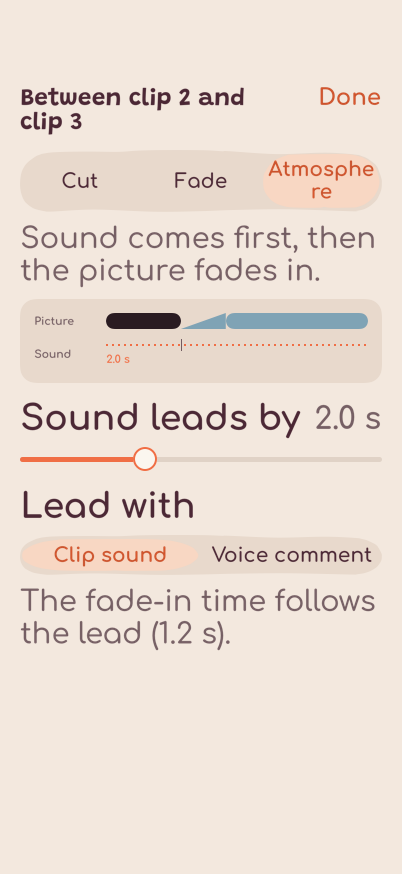 Between clip 2 and
clip 3
Done
Cut
Fade
Atmosphe
re
Sound comes first, then
the picture fades in.
Picture
Sound
2.0 s
Sound leads by 2.0 s
Lead with
Clip sound
Voice comment
The fade-in time follows
the lead (1.2 s).